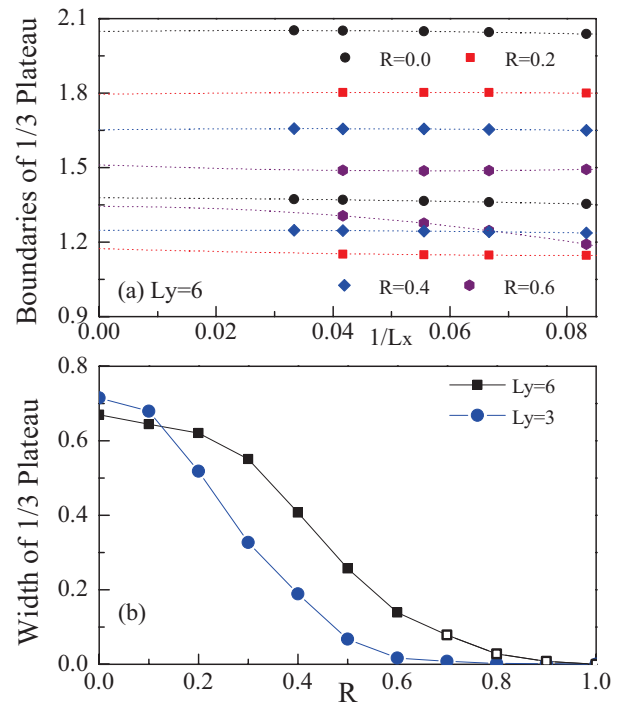 Boundaries of 1/3 Plateau
2.1
1.8
1.5
1.2
0.9
R=0.0
R=0.2
R=0.4
R=0.6
(a) Ly=6
0.00
0.02
0.04
0.06
0.08
1/Lx
Width of 1/3 Plateau
0.8
0.6
0.4
0.2
0.0
Ly=6
Ly=3
(b)
0.0
0.2
0.4
0.6
0.8
1.0
R